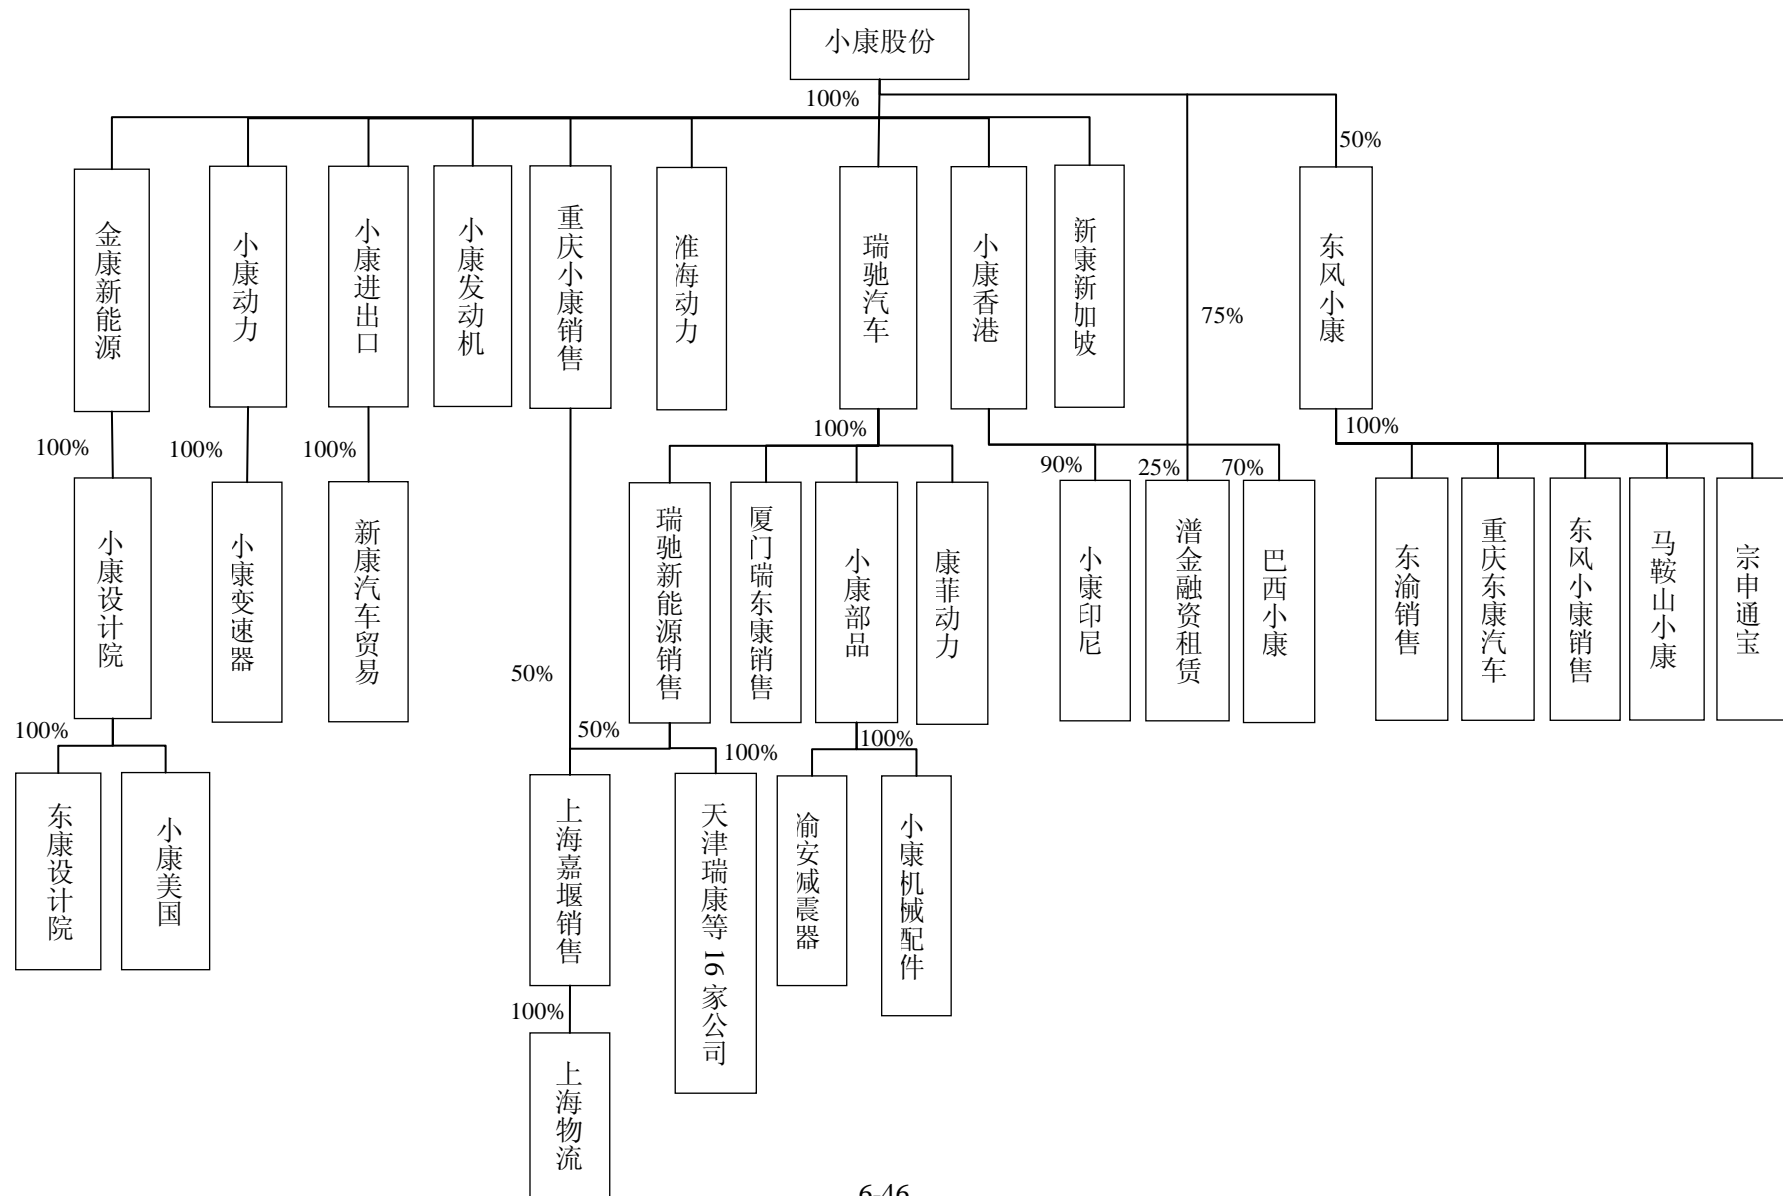 小康股份
100%
50%
金康新能源
小康动力
小康进出口
小康发动机
重庆小康销售
淮海动力
瑞驰汽车
小康香港
新康新加坡
75%
东风小康
100%
100%
100%
100%
90%
25%
70%
100%
小康设计院
小康变速器
新康汽车贸易
50%
瑞驰新能源销售
厦门瑞东康销售
小康部品
康菲动力
小康印尼
潽金融资租赁
巴西小康
东渝销售
重庆东康汽车
东风小康销售
马鞍山小康
宗申通宝
100%
50%
100%
100%
东康设计院
小康美国
上海嘉堰销售
天津瑞康等 16 家公司
渝安减震器
小康机械配件
100%
上海物流
6-46